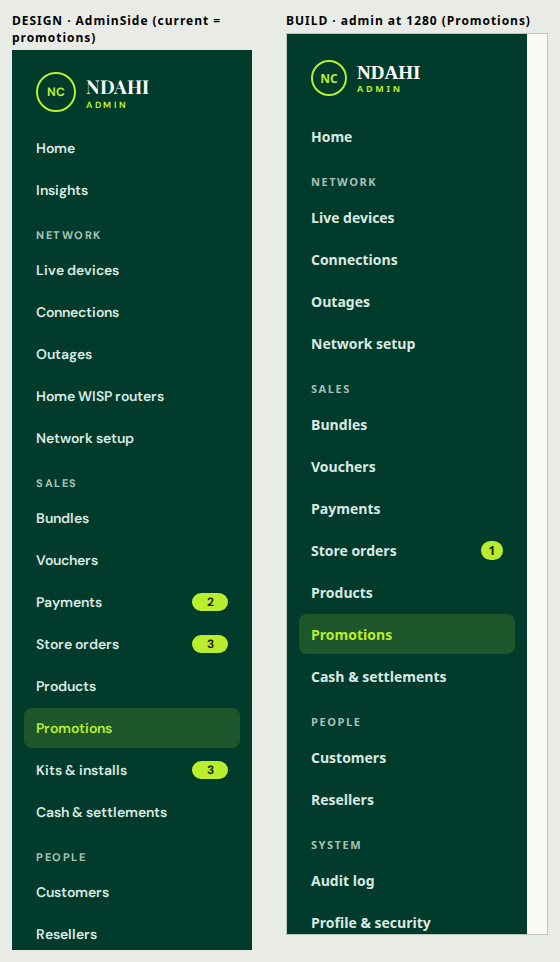 DESIGN · AdminSide (current =
promotions)
NC
NDAHI
ADMIN
Home
Insights
NETWORK
Live devices
Connections
Outages
Home WISP routers
Network setup
SALES
Bundles
Vouchers
Payments 2
Store orders 3
Products
Promotions
Kits & installs 3
Cash & settlements
PEOPLE
Customers
Resellers
BUILD · admin at 1280 (Promotions)
NC
NDAHI
ADMIN
Home
NETWORK
Live devices
Connections
Outages
Network setup
SALES
Bundles
Vouchers
Payments
Store orders 1
Products
Promotions
Cash & settlements
PEOPLE
Customers
Resellers
SYSTEM
Audit log
Profile & security